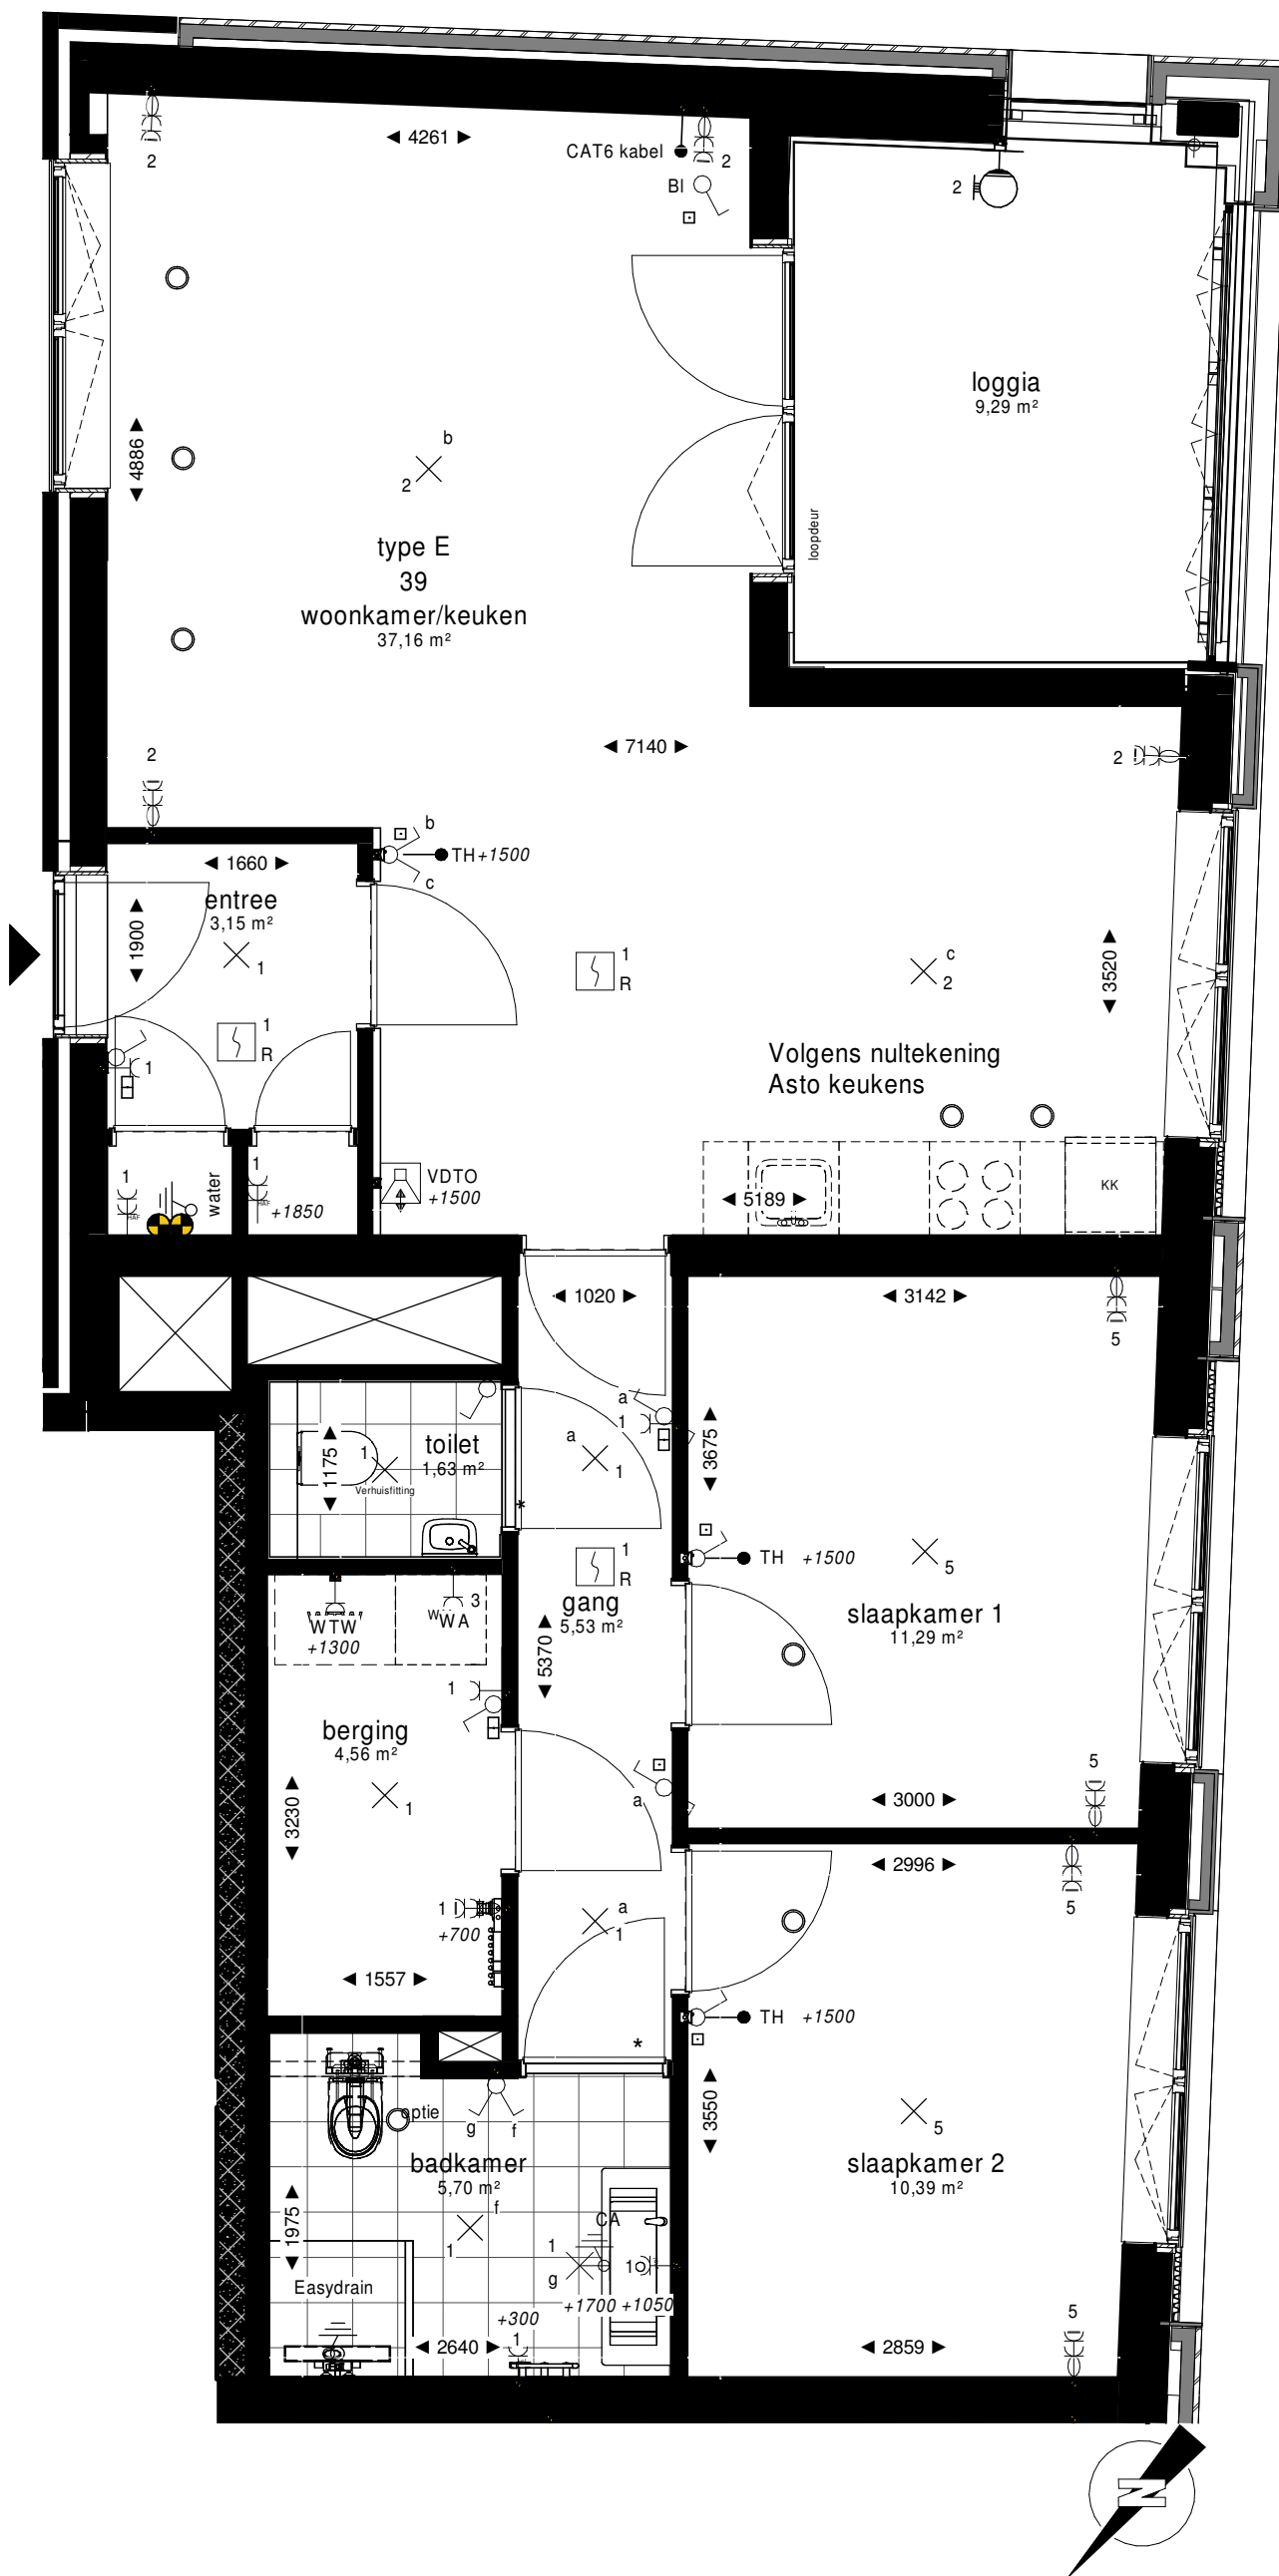 4261
CAT6 kabel
2
2
BI
2
loggia
9,29 m²
4886
b
2
loopdeur
type E
39
woonkamer/keuken
37,16 m²
2
7140
2
b
TH+1500
c
1660
entree
3,15 m²
1900
1
1
R
1
1
R
c
2
3520
Volgens nultekening
Asto keukens
1
water
1
+1850
VDTO
+1500
5189
KK
1020
3142
5
a
1
a
1
3675
toilet
1,63 m²
1175
1
Verhuisfitting
*
TH +1500
5
1
R
gang
5,53 m²
slaapkamer 1
11,29 m²
WTW
+1300
3
WA
5370
1
berging
4,56 m²
1
3230
a
5
3000
2996
5
1
+700
a
1
1557
TH +1500
*
optie
g
f
3550
5
badkamer
5,70 m²
slaapkamer 2
10,39 m²
f
1
1975
CA
1
g
1
Easydrain
+1700
+1050
+300
1
2640
2859
5
N